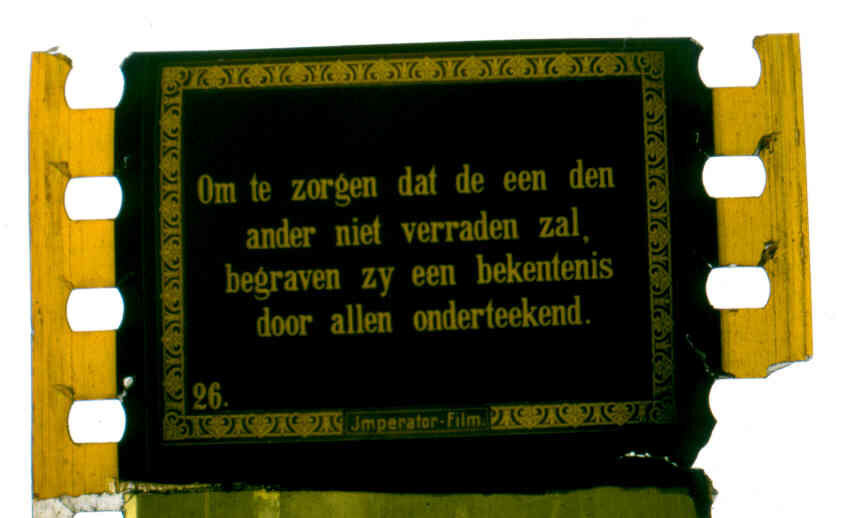 Om te zorgen dat de een den
ander niet verraden zal,
begraven zy een bekentenis
door allen onderteekend.
26.
Jmperator-Film.